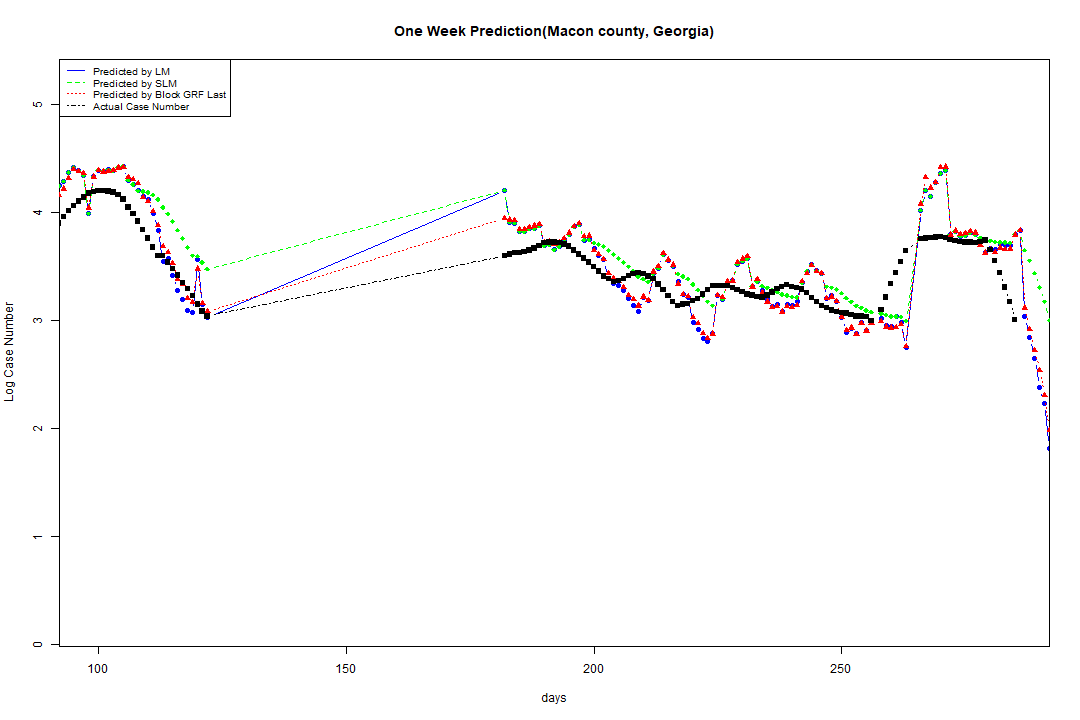 One Week Prediction(Macon county, Georgia)
Predicted by LM
Predicted by SLM
Predicted by Block GRF Last
Actual Case Number
5
4
3
2
1
0
Log Case Number
100 150 200 250
days